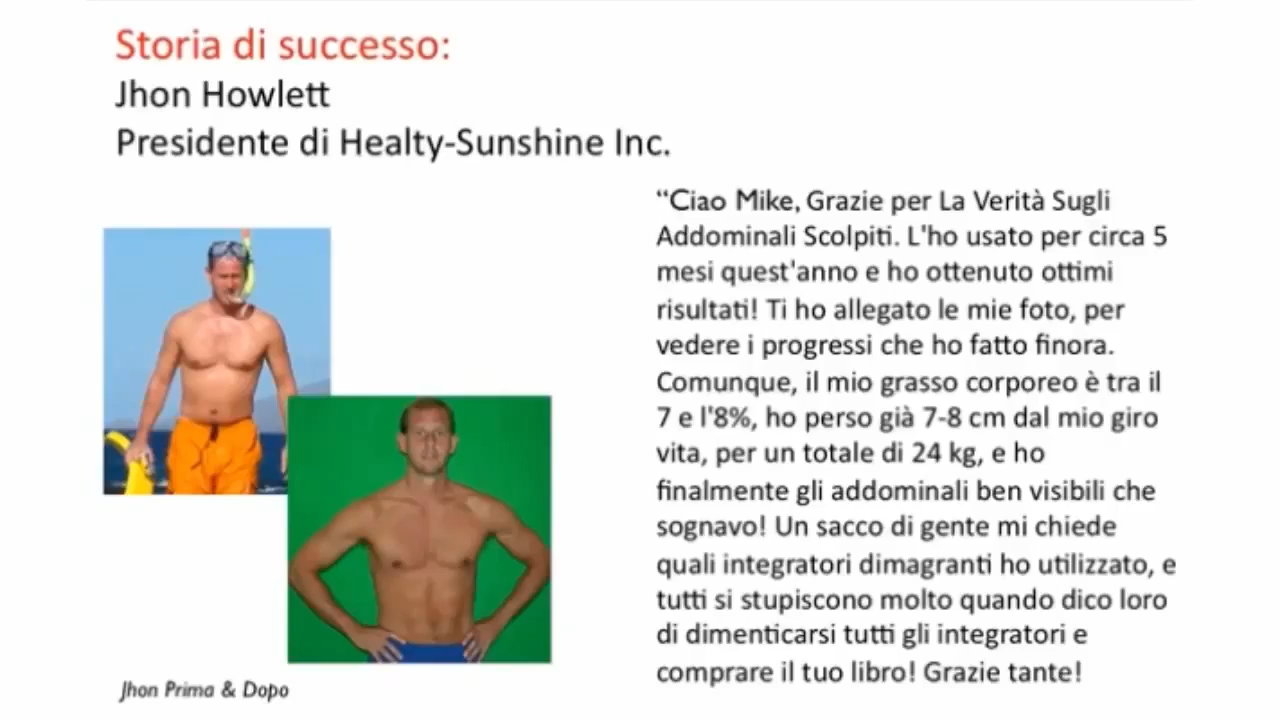 Storia di successo:
Jhon Howlett
Presidente di Healty-Sunshine Inc.
“Ciao Mike, Grazie per La Verità Sugli
Addominali Scolpiti. L'ho usato per circa 5
mesi quest'anno e ho ottenuto ottimi
risultati! Ti ho allegato le mie foto, per
vedere i progressi che ho fatto finora.
Comunque, il mio grasso corporeo è tra il
7 e l'8%, ho perso già 7-8 cm dal mio giro
vita, per un totale di 24 kg, e ho
finalmente gli addominali ben visibili che
sognavo! Un sacco di gente mi chiede
quali integratori dimagranti ho utilizzato, e
tutti si stupiscono molto quando dico loro
di dimenticarsi tutti gli integratori e
comprare il tuo libro! Grazie tante!
Jhon Prima & Dopo